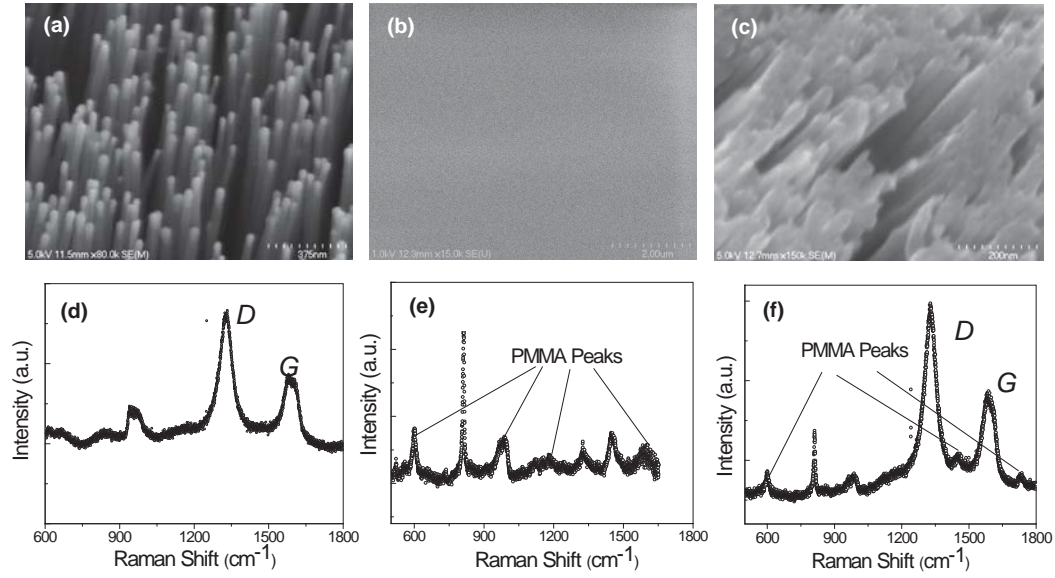 (a)
5.0kV 11.5mm x80.0k SE(M)
375nm
(b)
1.0kV 12.3mm x15.0k SE(U)
2.00um
(c)
5.0kV 12.7mm x150k SE(M)
200nm
(d)
D
G
Intensity (a.u.)
600 900 1200 1500 1800
Raman Shift (cm-1)
(e)
PMMA Peaks
Intensity (a.u.)
600 900 1200 1500 1800
Raman Shift (cm-1)
(f)
PMMA Peaks
D
G
Intensity (a.u.)
600 900 1200 1500 1800
Raman Shift (cm-1)